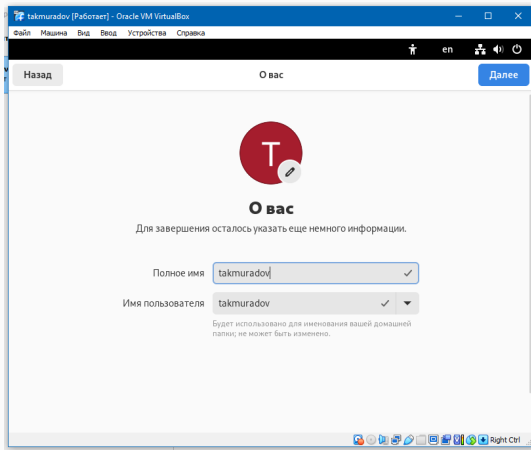 takmuradov [Работает] - Oracle VM VirtualBox
Файл Машина Вид Ввод Устройства Справка
en
Назад О вас Далее
T
О вас
Для завершения осталось указать еще немного информации.
Полное имя takmuradov
Имя пользователя takmuradov
Будет использовано для именования вашей домашней
папки; не может быть изменено.
Right Ctrl